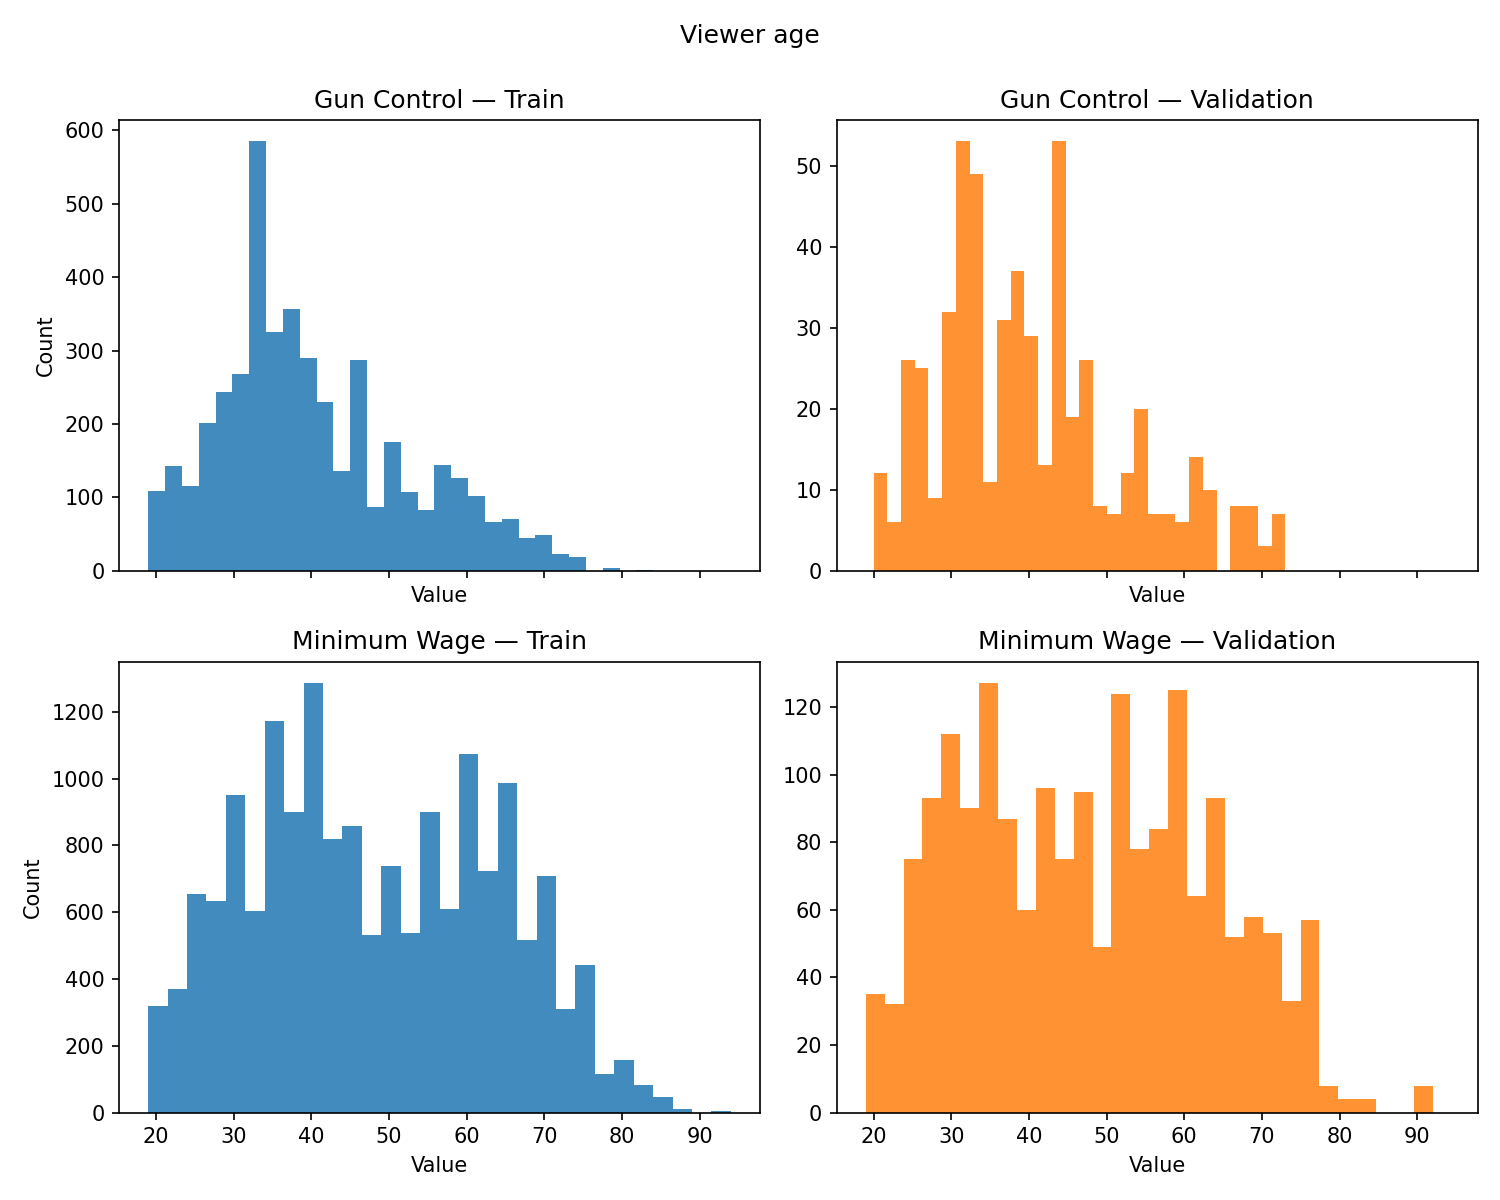 Viewer age
Gun Control — Train
Gun Control — Validation
600
500
400
300
200
100
0
Count
Value
50
40
30
20
10
0
Value
Minimum Wage — Train
Minimum Wage — Validation
1200
1000
800
600
400
200
0
Count
20 30 40 50 60 70 80 90
Value
120
100
80
60
40
20
0
20 30 40 50 60 70 80 90
Value